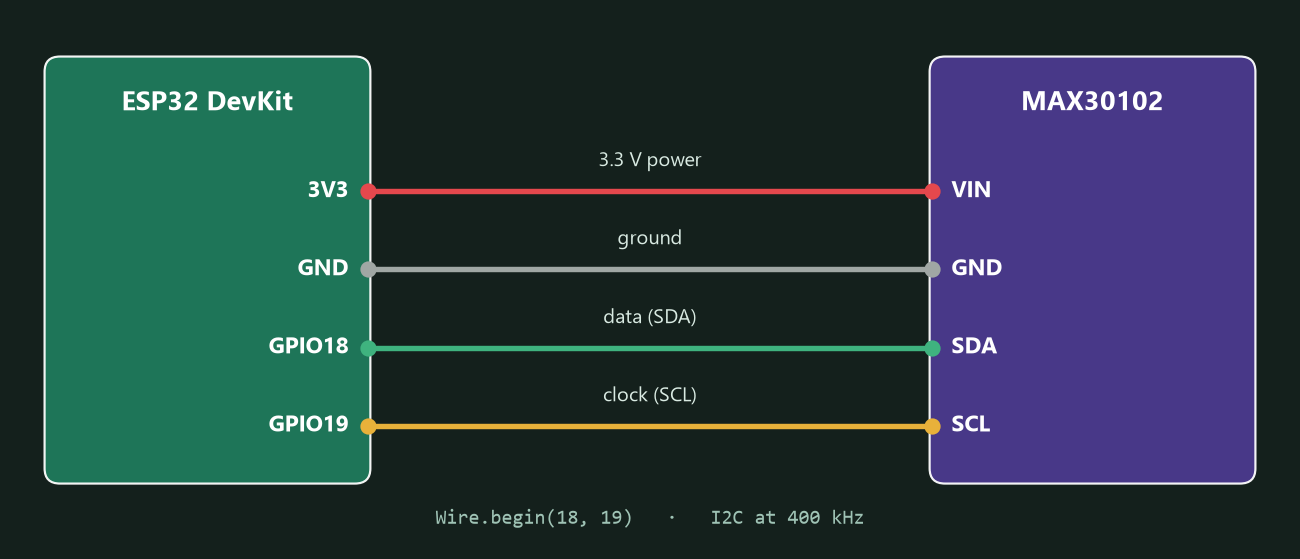 ESP32 DevKit
MAX30102
3.3 V power
3V3
VIN
ground
GND
GND
data (SDA)
GPIO18
SDA
clock (SCL)
GPIO19
SCL
Wire.begin(18, 19) · I2C at 400 kHz